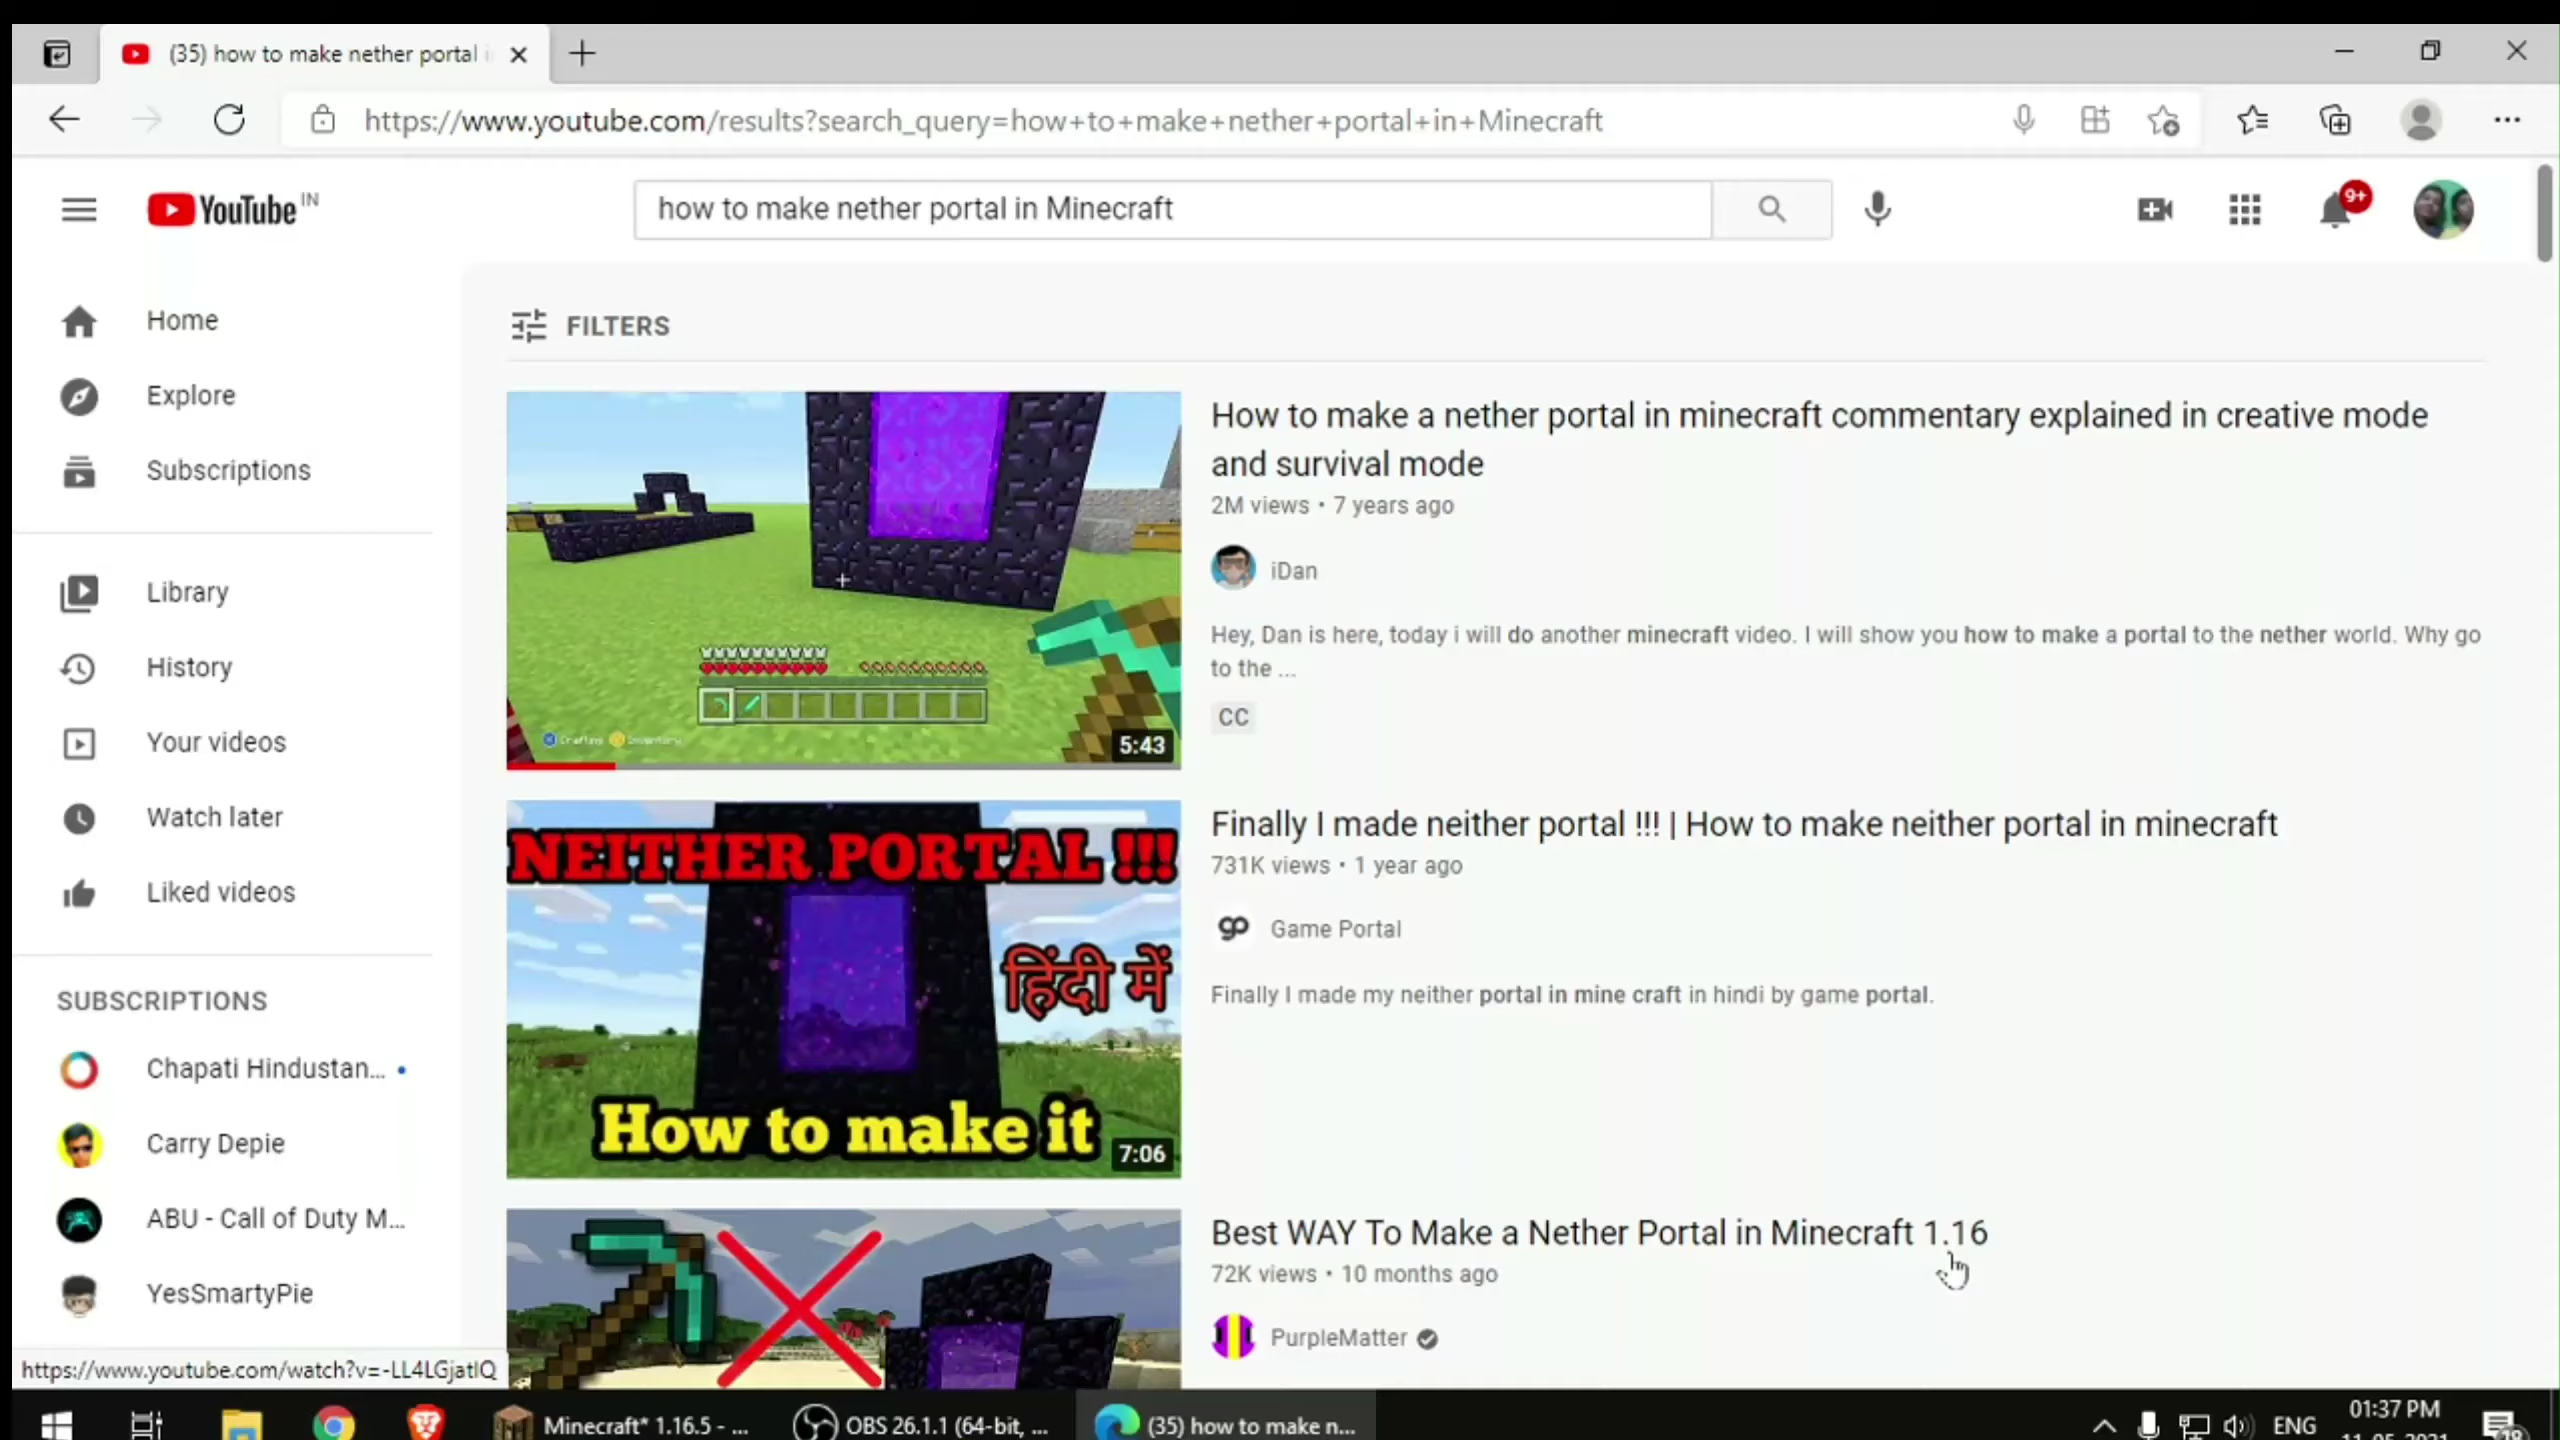 (35) how to make nether portal i
https://www.youtube.com/results?search_query=how+to+make+nether+portal+in+Minecraft
YouTube IN
how to make nether portal in Minecraft
9+
Home
Explore
Subscriptions
Library
History
Your videos
Watch later
Liked videos
SUBSCRIPTIONS
Chapati Hindustan...
Carry Depie
ABU - Call of Duty M...
YesSmartyPie
FILTERS
Crafting Inventory
5:43
How to make a nether portal in minecraft commentary explained in creative mode
and survival mode
2M views • 7 years ago
iDan
Hey, Dan is here, today i will do another minecraft video. I will show you how to make a portal to the nether world. Why go
to the ...
CC
NEITHER PORTAL !!!
हिंदी में
How to make it
7:06
Finally I made neither portal !!! | How to make neither portal in minecraft
731K views • 1 year ago
go Game Portal
Finally I made my neither portal in mine craft in hindi by game portal.
Best WAY To Make a Nether Portal in Minecraft 1.16
72K views • 10 months ago
PurpleMatter
https://www.youtube.com/watch?v=-LL4LGjatIQ
Minecraft* 1.16.5 - ...
OBS 26.1.1 (64-bit, ...
(35) how to make n...
ENG
01:37 PM